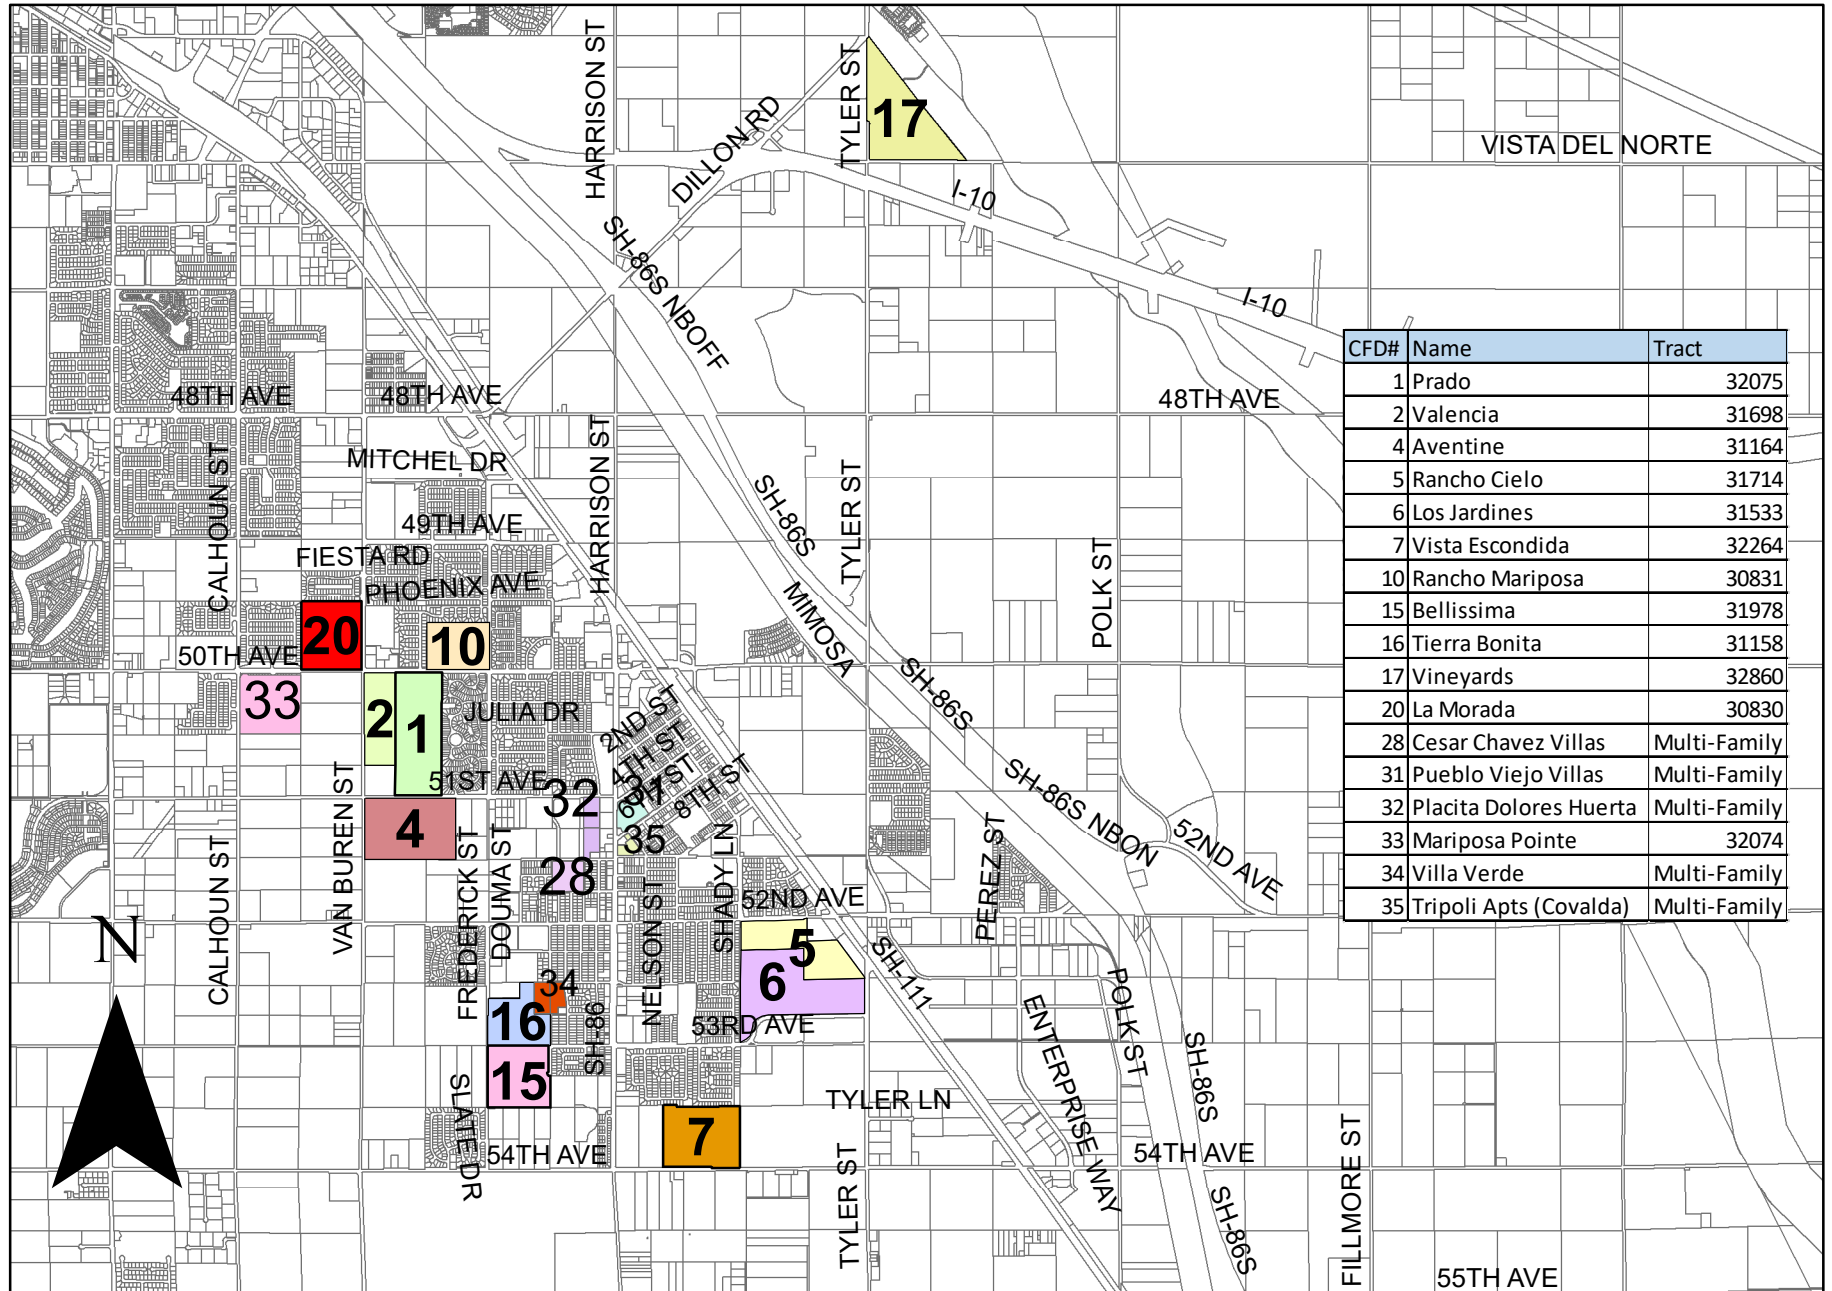 HARRISON ST
TYLER ST
17
DILLON RD
VISTA DEL NORTE
I-10
SH-86S NBOFF
I-10
CFD# Name Tract
1 Prado 32075
2 Valencia 31698
4 Aventine 31164
5 Rancho Cielo 31714
6 Los Jardines 31533
7 Vista Escondida 32264
10 Rancho Mariposa 30831
15 Bellissima 31978
16 Tierra Bonita 31158
17 Vineyards 32860
20 La Morada 30830
28 Cesar Chavez Villas Multi-Family
31 Pueblo Viejo Villas Multi-Family
32 Placita Dolores Huerta Multi-Family
33 Mariposa Pointe 32074
34 Villa Verde Multi-Family
35 Tripoli Apts (Covalda) Multi-Family
48TH AVE
48TH AVE
48TH AVE
MITCHEL DR
CALHOUN ST
HARRISON ST
TYLER ST
SH-86S
49TH AVE
FIESTA RD
PHOENIX AVE
POLK ST
MIMOSA
20
10
50TH AVE
33
2
1
JULIA DR
2ND ST
4TH ST
31
8TH ST
SH-86S
51ST AVE
32
SH-86S NBON
52ND AVE
4
35
28
VAN BUREN ST
CALHOUN ST
FREDERICK ST
DOUMA ST
NELSON ST
SHADY LN
PEREZ ST
52ND AVE
N
5
6
SH-111
34
16
SH-86
53RD AVE
ENTERPRISE WAY
POLK ST
SH-86S
15
SLATE DR
7
TYLER LN
54TH AVE
54TH AVE
TYLER ST
SH-86S
FILLMORE ST
55TH AVE